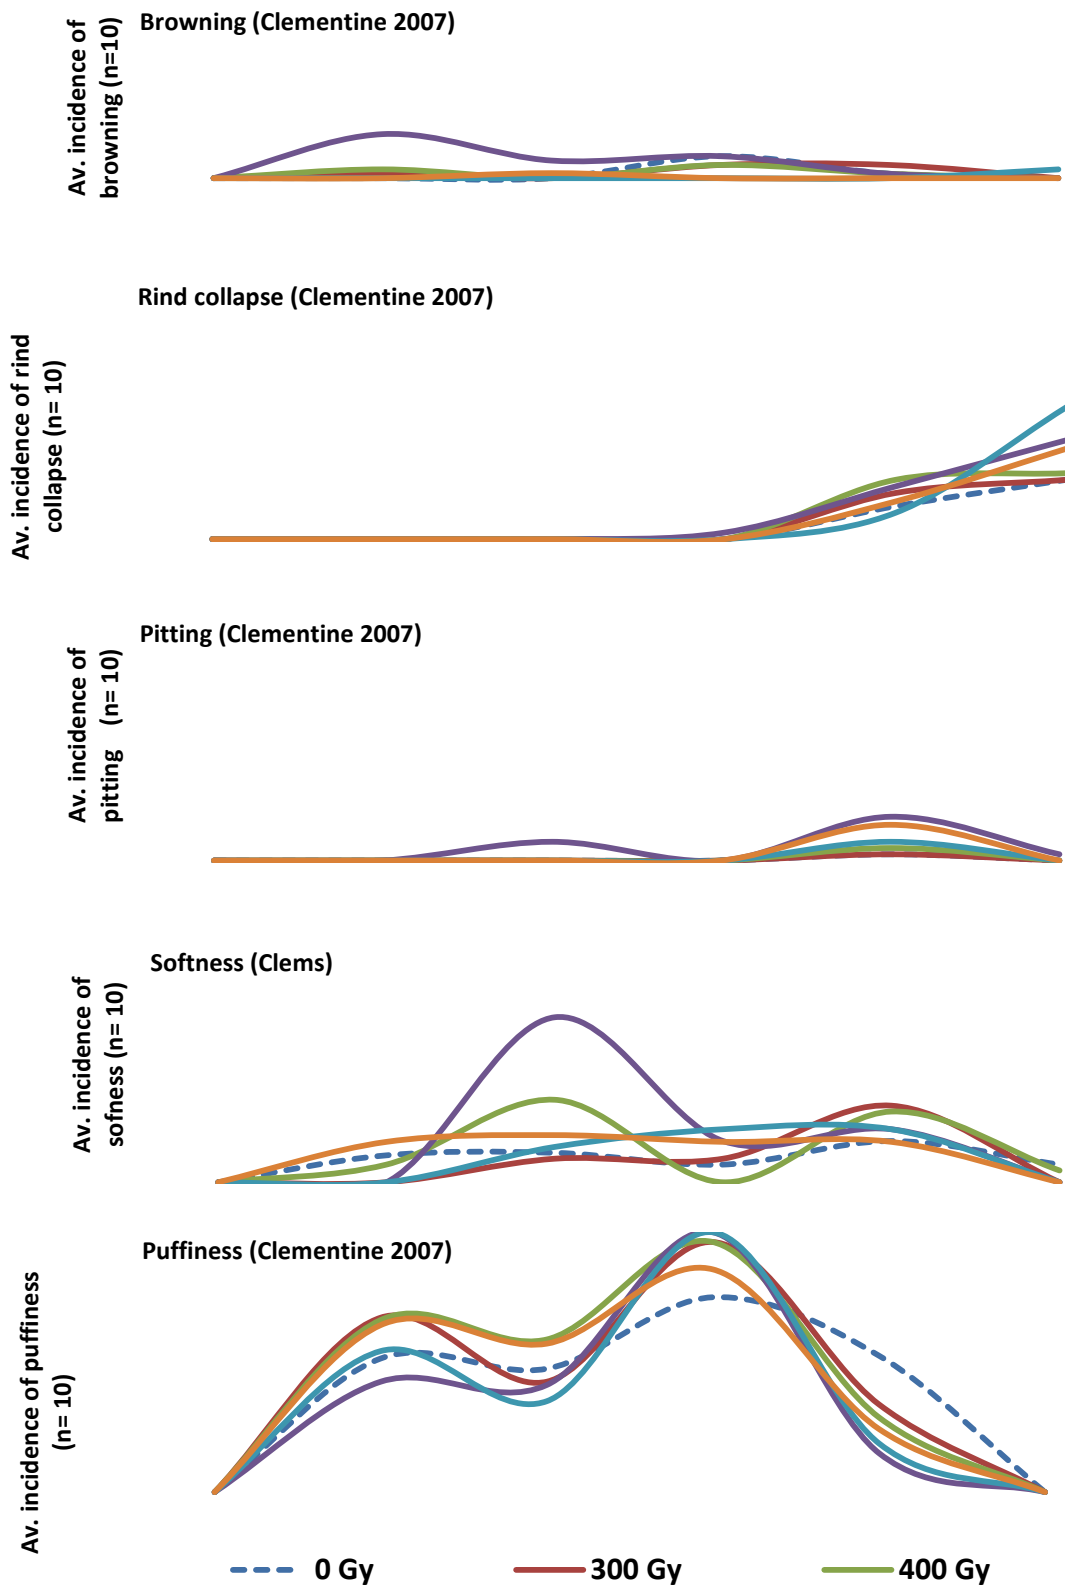 Browning (Clementine 2007)
Av. incidence of
browning (n=10)
Rind collapse (Clementine 2007)
Av. incidence of rind
collapse (n= 10)
Pitting (Clementine 2007)
Av. incidence of
pitting (n= 10)
Softness (Clems)
Av. incidence of
sofness (n= 10)
Puffiness (Clementine 2007)
Av. incidence of puffiness
(n= 10)
0 Gy 300 Gy 400 Gy